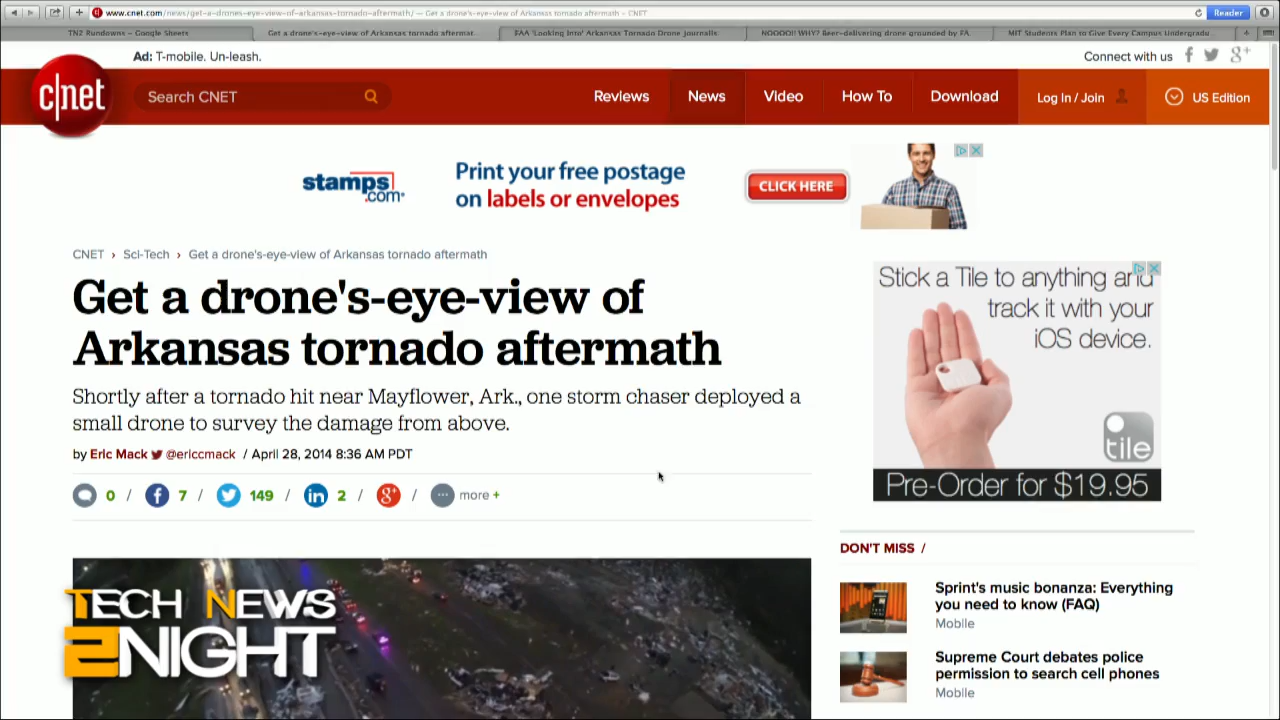 www.cnet.com/news/get-a-drones-eye-view-of-arkansas-tornado-aftermath/ — Get a drone's-eye-view of Arkansas tornado aftermath - CNET
Reader
TN2 Rundowns - Google Sheets
Get a drone's-eye-view of Arkansas tornado aftermat...
FAA 'Looking Into' Arkansas Tornado Drone Journalis
NOOOO!! WHY? Beer-delivering drone grounded by FA
MIT Students Plan to Give Every Campus Undergradu...
Ad: T-mobile. Un-leash.
Connect with us
c|net
Search CNET
Reviews
News
Video
How To
Download
Log In / Join
US Edition
stamps.com
Print your free postage
on labels or envelopes
CLICK HERE
CNET › Sci-Tech › Get a drone's-eye-view of Arkansas tornado aftermath
Get a drone's-eye-view of
Arkansas tornado aftermath
Shortly after a tornado hit near Mayflower, Ark., one storm chaser deployed a
small drone to survey the damage from above.
by Eric Mack @ericcmack / April 28, 2014 8:36 AM PDT
0 / 7 / 149 / 2 / / more +
Stick a Tile to anything and
track it with your
iOS device.
tile
Pre-Order for $19.95
DON'T MISS /
Sprint's music bonanza: Everything
you need to know (FAQ)
Mobile
Supreme Court debates police
permission to search cell phones
Mobile
TECH NEWS
2NIGHT